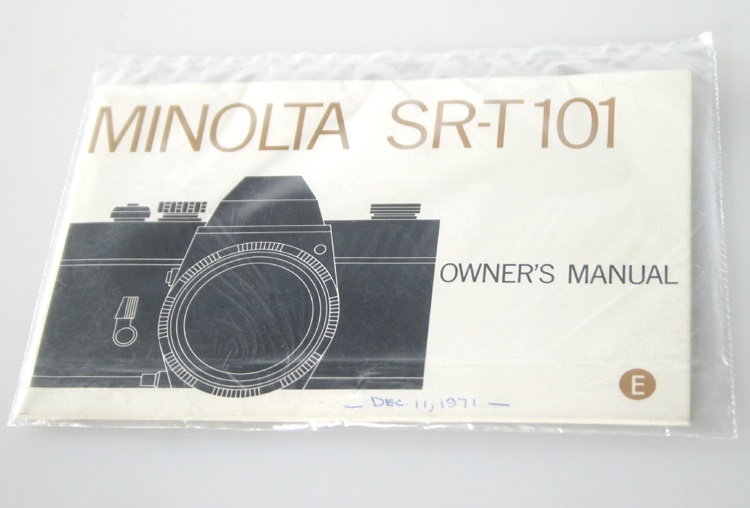 MINOLTA SR-T 101
OWNER'S MANUAL
E
— DEC. 11, 1971 —